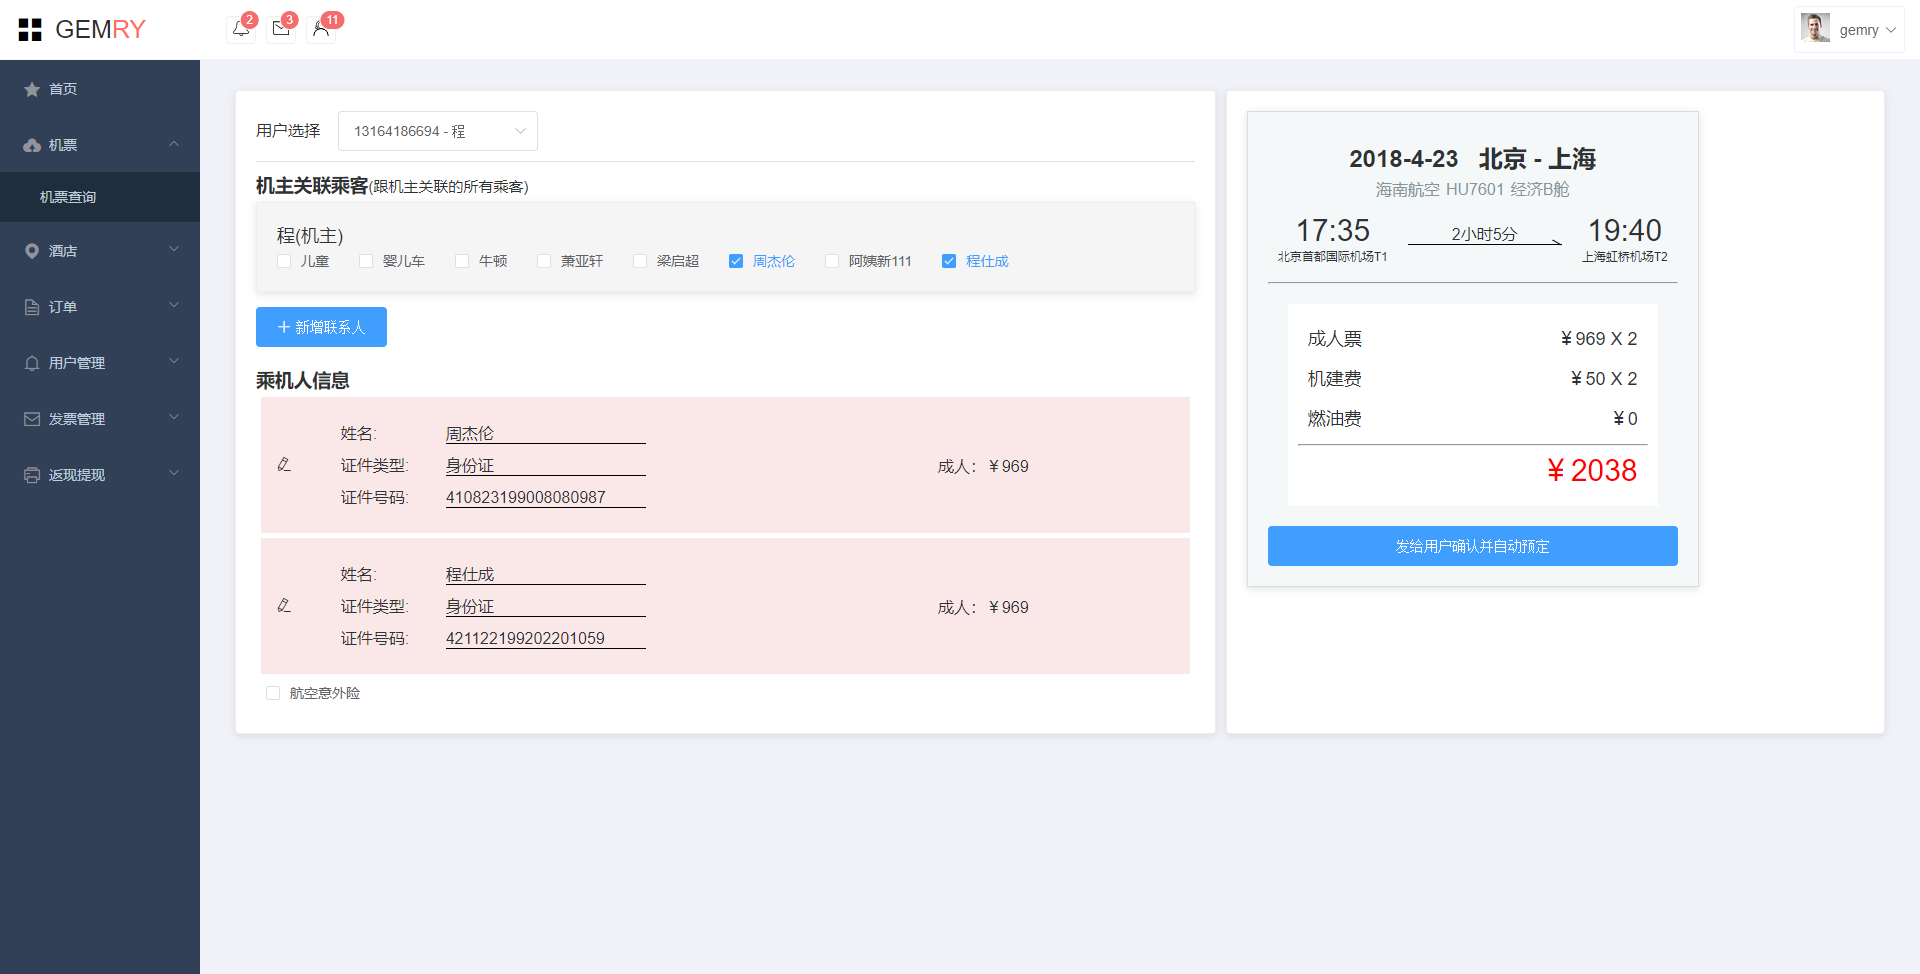 GEMRY
2
3
11
gemry
首页
机票
机票查询
酒店
订单
用户管理
发票管理
返现提现
用户选择
13164186694 - 程
机主关联乘客(跟机主关联的所有乘客)
程(机主)
儿童 婴儿车 牛顿 萧亚轩 梁启超 周杰伦 阿姨新111 程仕成
新增联系人
乘机人信息
姓名: 周杰伦
证件类型: 身份证
证件号码: 410823199008080987
成人：￥969
姓名: 程仕成
证件类型: 身份证
证件号码: 421122199202201059
成人：￥969
航空意外险
2018-4-23 北京 - 上海
海南航空 HU7601 经济B舱
17:35 2小时5分 19:40
北京首都国际机场T1 上海虹桥机场T2
成人票 ￥969 X 2
机建费 ￥50 X 2
燃油费 ￥0
￥2038
发给用户确认并自动预定